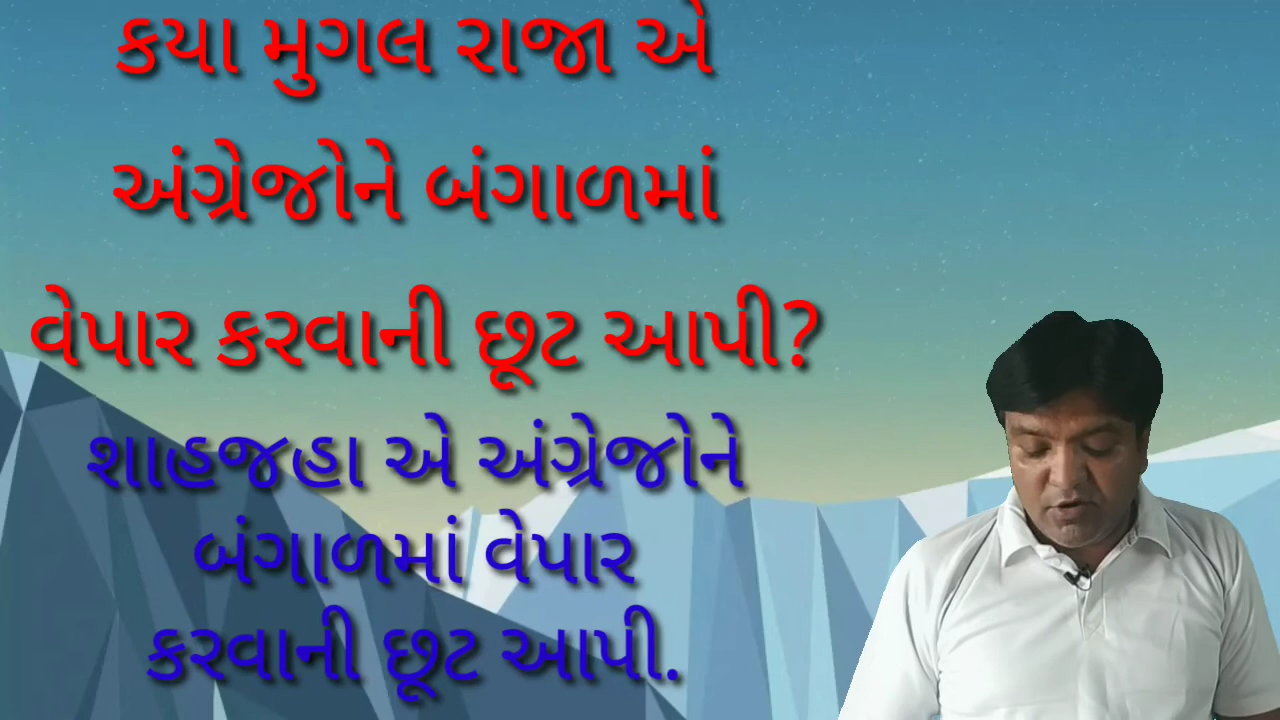 કયા મુગલ રાજા એ
અંગ્રેજોને બંગાળમાં
વેપાર કરવાની છૂટ આપી?
શાહજહા એ અંગ્રેજોને
બંગાળમાં વેપાર
કરવાની છૂટ આપી.